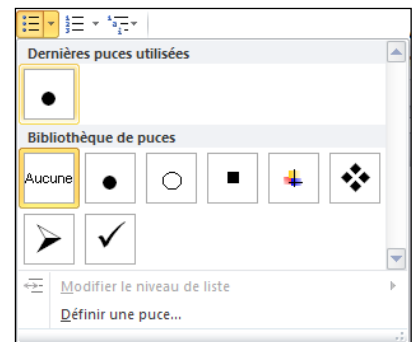 Dernières puces utilisées
Bibliothèque de puces
Aucune
Modifier le niveau de liste
Définir une puce...